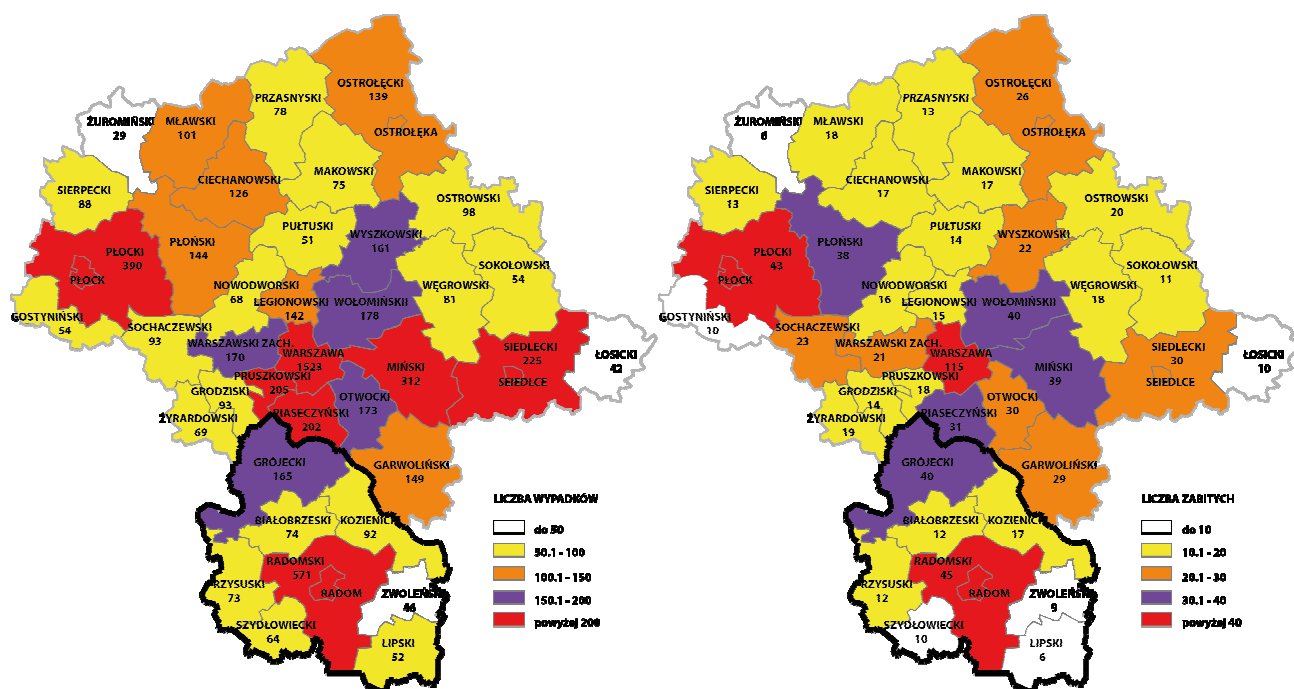 OSTROŁĘCKI
139
PRZASNYSKI
78
ŻUROMIŃSKI
29
MŁAWSKI
101
OSTROŁĘKA
CIECHANOWSKI
126
MAKOWSKI
75
SIERPECKI
88
OSTROWSKI
98
PUŁTUSKI
51
WYSZKOWSKI
161
PŁOŃSKI
144
PŁOCKI
390
PŁOCK
SOKOŁOWSKI
54
NOWODWORSKI
68
WĘGROWSKI
81
LEGIONOWSKI
142
WOŁOMIŃSKII
178
GOSTYNIŃSKI
54
SOCHACZEWSKI
93
WARSZAWSKI ZACH.
170
WARSZAWA
1523
SIEDLECKI
225
ŁOSICKI
42
MIŃSKI
312
PRUSZKOWSKI
205
SEIEDLCE
GRODZISKI
93
OTWOCKI
173
ŻYRARDOWSKI
69
PIASECZYŃSKI
202
GRÓJECKI
165
GARWOLIŃSKI
149
BIAŁOBRZESKI
74
KOZIENICKI
92
RADOMSKI
571
RADOM
RZYSUSKI
73
ZWOLEŃSKI
46
SZYDŁOWIECKI
64
LIPSKI
52
LICZBA WYPADKÓW
do 50
50.1 - 100
100.1 - 150
150.1 - 200
powyżej 200
OSTROŁĘCKI
26
PRZASNYSKI
13
ŻUROMIŃSKI
6
MŁAWSKI
18
OSTROŁĘKA
CIECHANOWSKI
17
MAKOWSKI
17
SIERPECKI
13
OSTROWSKI
20
PUŁTUSKI
14
WYSZKOWSKI
22
PŁOŃSKI
38
PŁOCKI
43
PŁOCK
SOKOŁOWSKI
11
NOWODWORSKI
16
WĘGROWSKI
18
LEGIONOWSKI
15
WOŁOMIŃSKII
40
GOSTYNIŃSKI
10
SOCHACZEWSKI
23
WARSZAWSKI ZACH.
21
WARSZAWA
115
SIEDLECKI
30
ŁOSICKI
10
MIŃSKI
39
PRUSZKOWSKI
18
SEIEDLCE
GRODZISKI
14
OTWOCKI
30
ŻYRARDOWSKI
19
PIASECZYŃSKI
31
GRÓJECKI
40
GARWOLIŃSKI
29
BIAŁOBRZESKI
12
KOZIENICKI
17
RADOMSKI
45
RADOM
RZYSUSKI
12
ZWOLEŃSKI
9
SZYDŁOWIECKI
10
LIPSKI
6
LICZBA ZABITYCH
do 10
10.1 - 20
20.1 - 30
30.1 - 40
powyżej 40